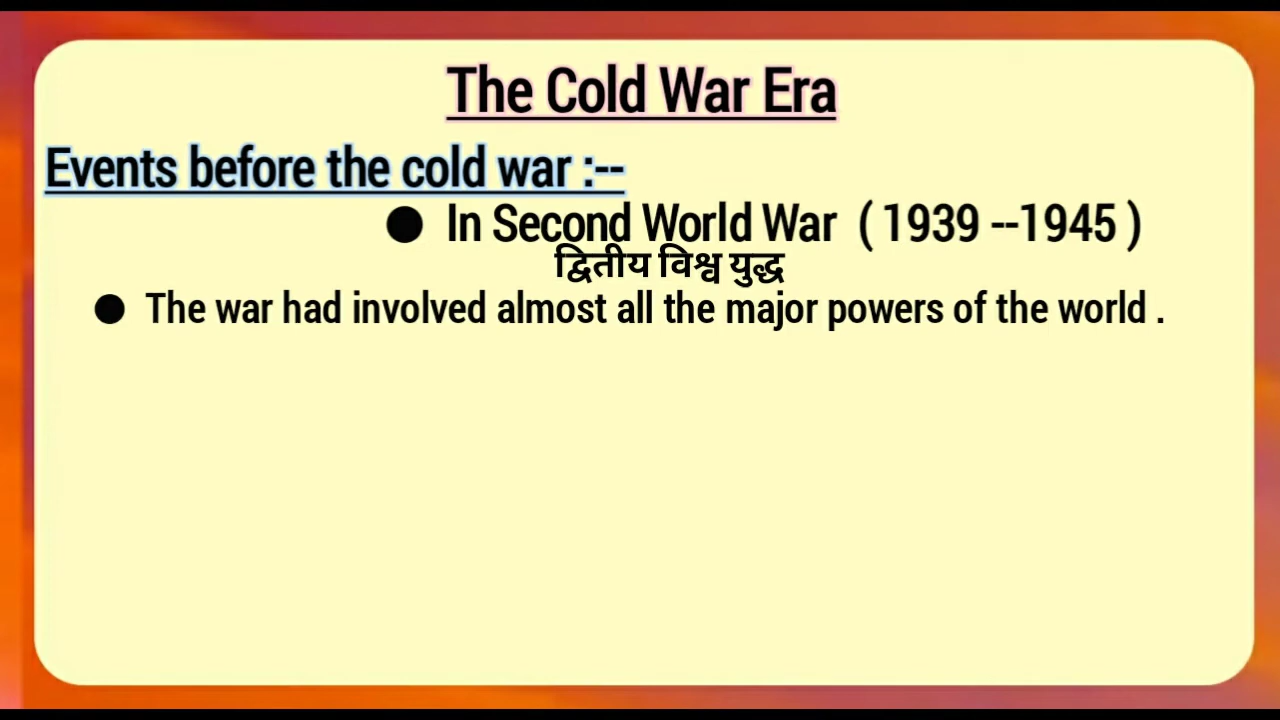 The Cold War Era
Events before the cold war :--
● In Second World War ( 1939 --1945 )
द्वितीय विश्व युद्ध
● The war had involved almost all the major powers of the world .